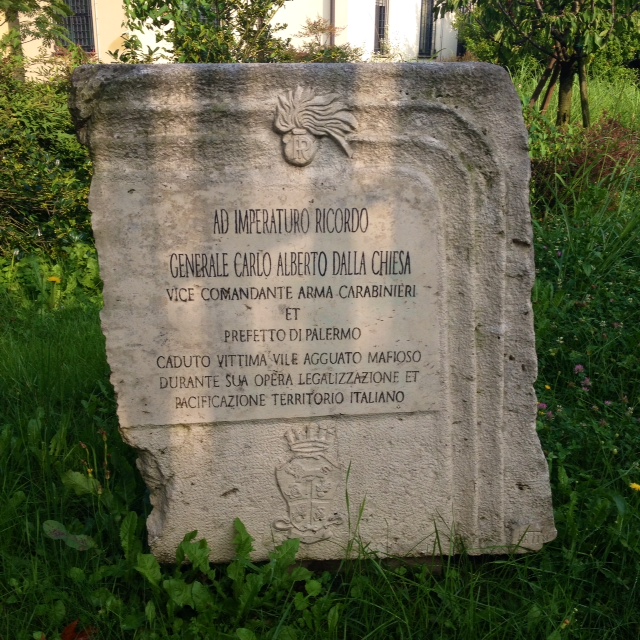 AD IMPERATURO RICORDO
GENERALE CARLO ALBERTO DALLA CHIESA
VICE COMANDANTE ARMA CARABINIERI
ET
PREFETTO DI PALERMO
CADUTO VITTIMA VILE AGGUATO MAFIOSO
DURANTE SUA OPERA LEGALIZZAZIONE ET
PACIFICAZIONE TERRITORIO ITALIANO